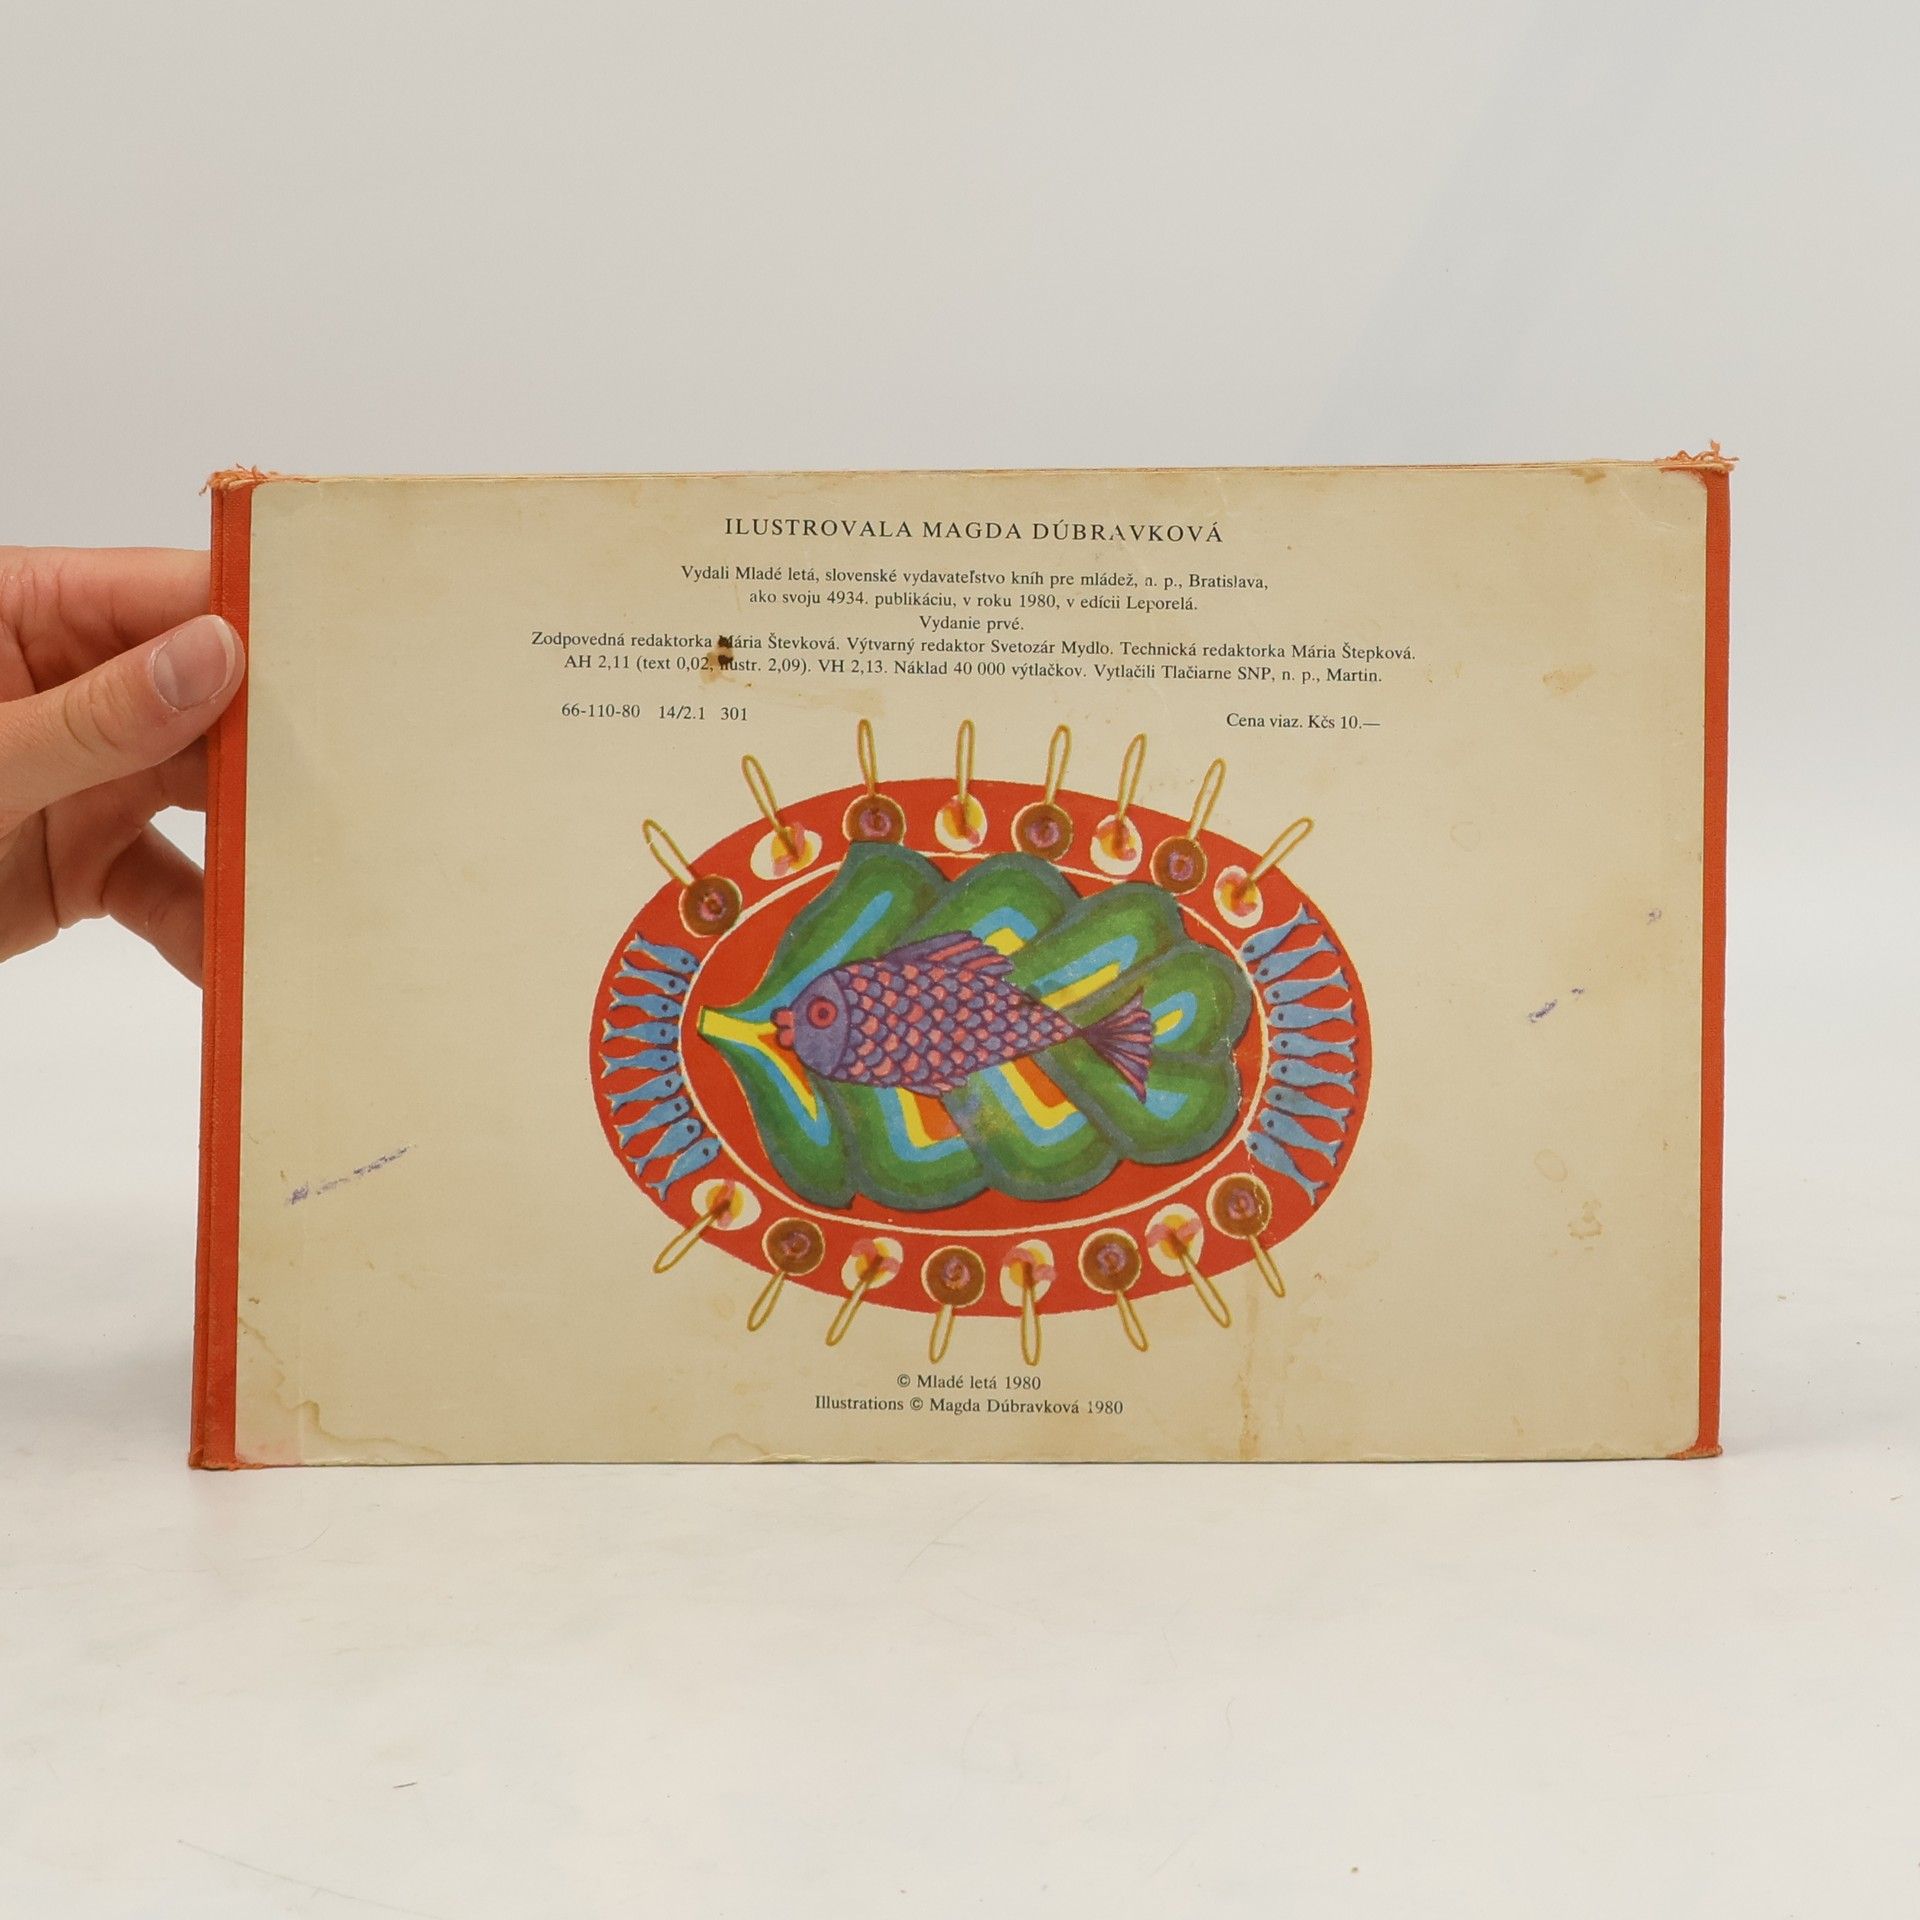 ILUSTROVALA MAGDA DÚBRAVKOVÁ
Vydali Mladé letá, slovenské vydavateľstvo kníh pre mládež, n. p., Bratislava,
ako svoju 4934. publikáciu, v roku 1980, v edícii Leporelá.
Vydanie prvé.
Zodpovedná redaktorka Mária Števková. Výtvarný redaktor Svetozár Mydlo. Technická redaktorka Mária Štepková.
AH 2,11 (text 0,02, ilustr. 2,09). VH 2,13. Náklad 40 000 výtlačkov. Vytlačili Tlačiarne SNP, n. p., Martin.
66-110-80 14/2.1 301
Cena viaz. Kčs 10.—
© Mladé letá 1980
Illustrations © Magda Dúbravková 1980